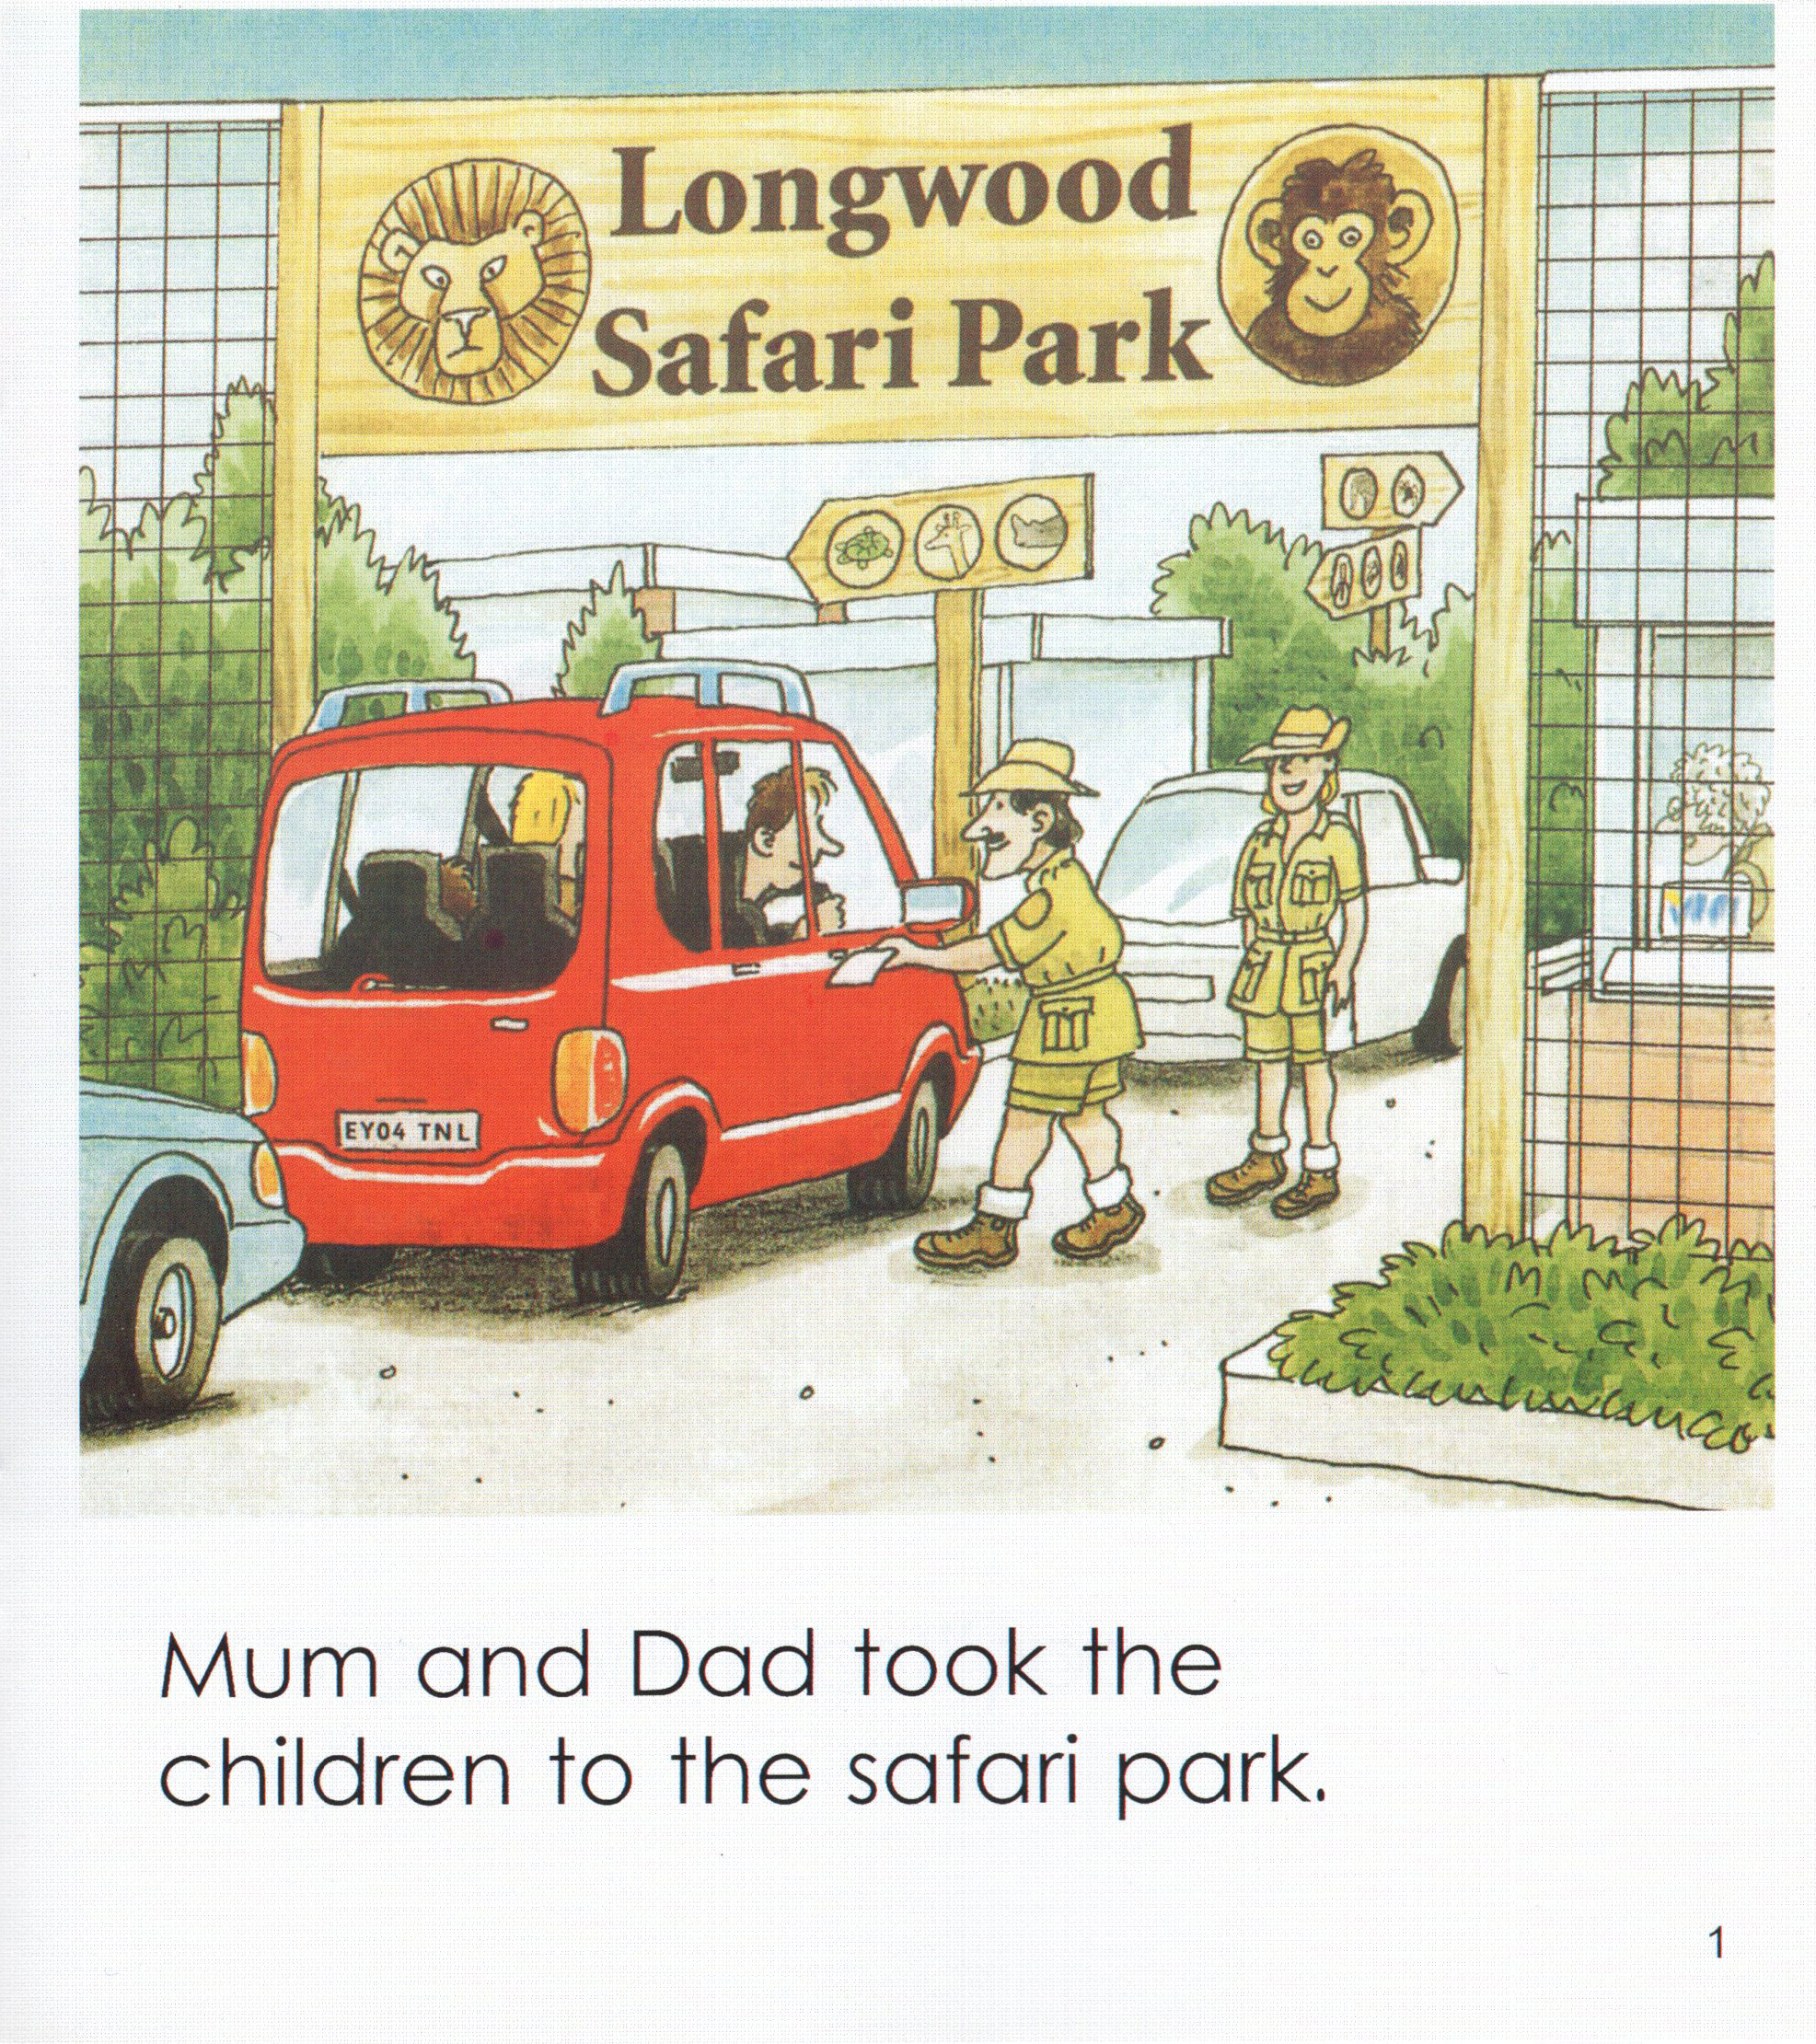 Longwood
Safari Park
EY04 TNL
Mum and Dad took the
children to the safari park.
1